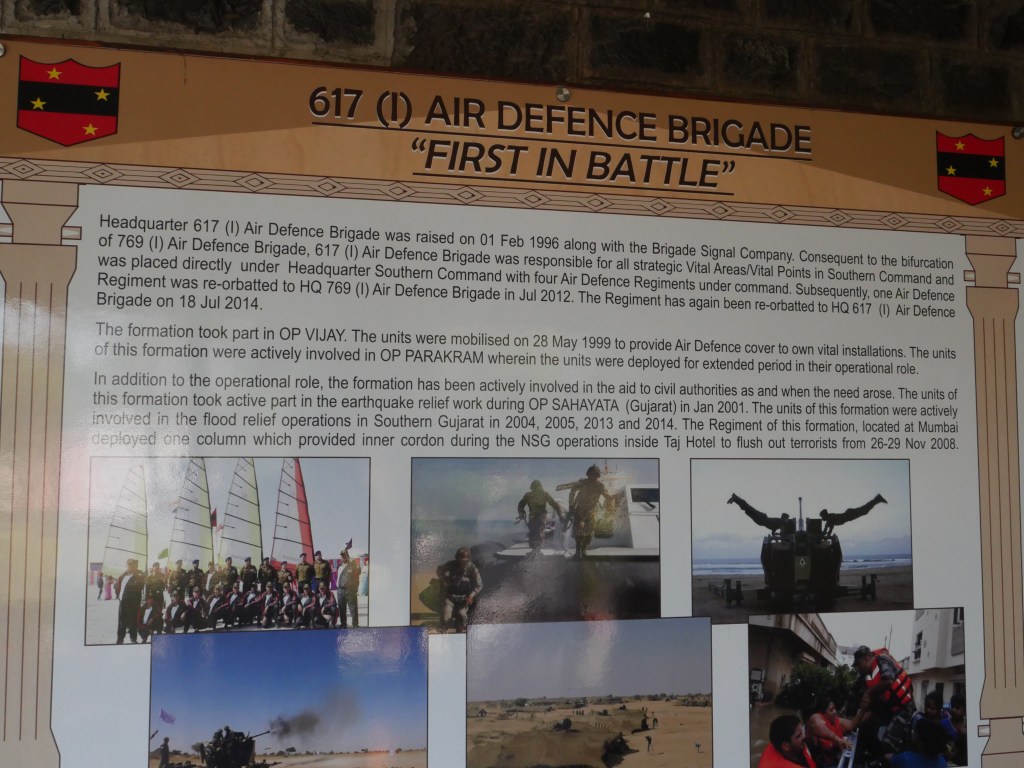 617 (I) AIR DEFENCE BRIGADE
“FIRST IN BATTLE”
Headquarter 617 (I) Air Defence Brigade was raised on 01 Feb 1996 along with the Brigade Signal Company. Consequent to the bifurcation
of 769 (I) Air Defence Brigade, 617 (I) Air Defence Brigade was responsible for all strategic Vital Areas/Vital Points in Southern Command and
was placed directly under Headquarter Southern Command with four Air Defence Regiments under command. Subsequently, one Air Defence
Regiment was re-orbatted to HQ 769 (I) Air Defence Brigade in Jul 2012. The Regiment has again been re-orbatted to HQ 617 (I) Air Defence
Brigade on 18 Jul 2014.
The formation took part in OP VIJAY. The units were mobilised on 28 May 1999 to provide Air Defence cover to own vital installations. The units
of this formation were actively involved in OP PARAKRAM wherein the units were deployed for extended period in their operational role.
In addition to the operational role, the formation has been actively involved in the aid to civil authorities as and when the need arose. The units of
this formation took active part in the earthquake relief work during OP SAHAYATA (Gujarat) in Jan 2001. The units of this formation were actively
involved in the flood relief operations in Southern Gujarat in 2004, 2005, 2013 and 2014. The Regiment of this formation, located at Mumbai
deployed one column which provided inner cordon during the NSG operations inside Taj Hotel to flush out terrorists from 26-29 Nov 2008.